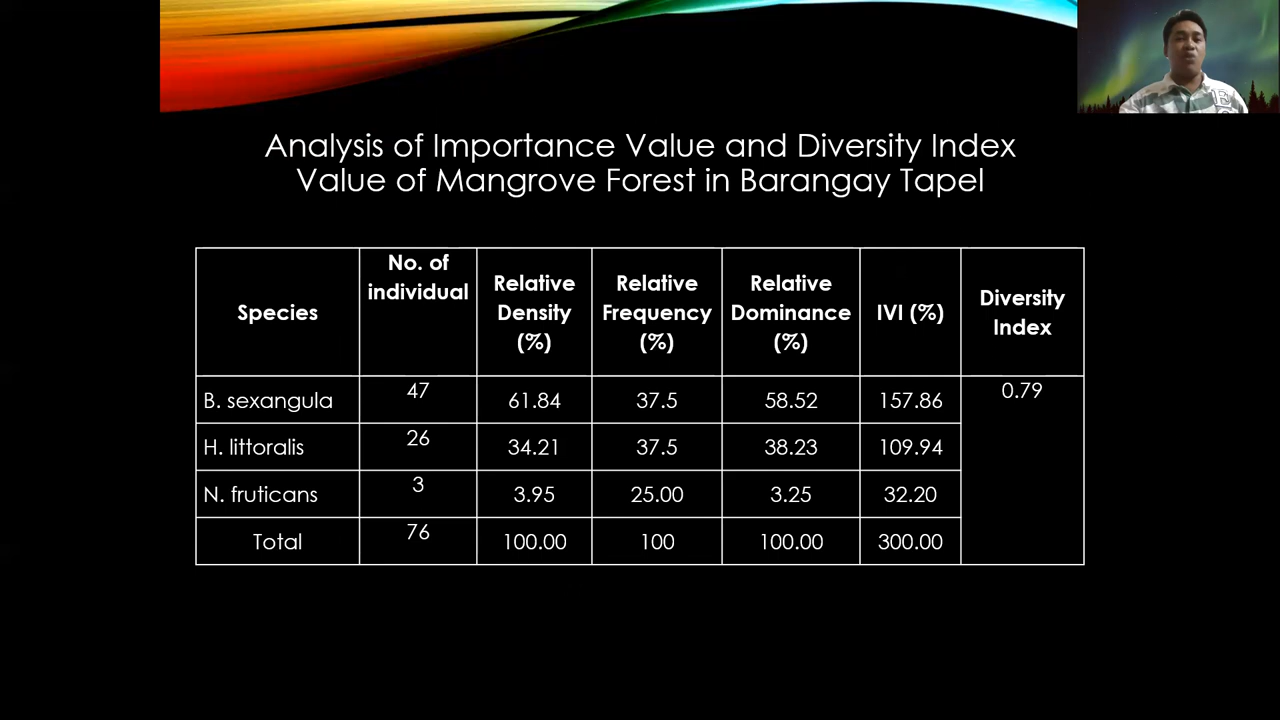 Analysis of Importance Value and Diversity Index
Value of Mangrove Forest in Barangay Tapel
Species
No. of
individual
Relative
Density
(%)
Relative
Frequency
(%)
Relative
Dominance
(%)
IVI (%)
Diversity
Index
B. sexangula 47 61.84 37.5 58.52 157.86 0.79
H. littoralis 26 34.21 37.5 38.23 109.94
N. fruticans 3 3.95 25.00 3.25 32.20
Total 76 100.00 100 100.00 300.00